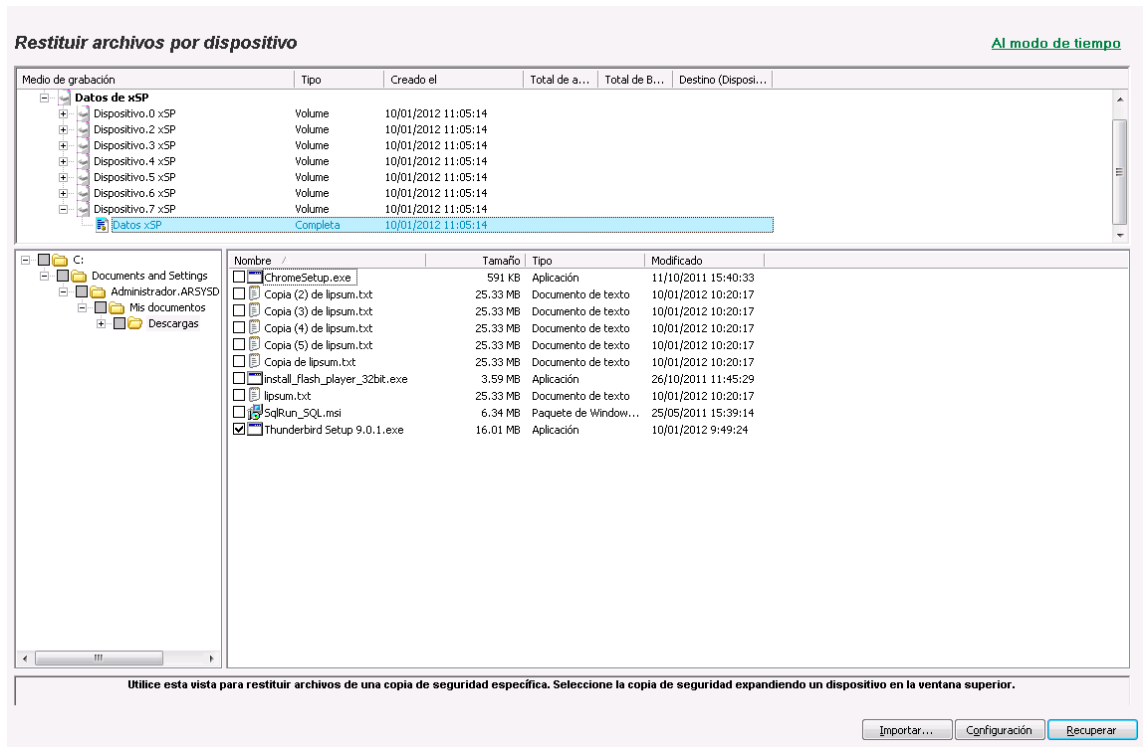 Restituir archivos por dispositivo
Al modo de tiempo
Medio de grabación Tipo Creado el Total de a... Total de B... Destino (Disposi...
Datos de xSP
Dispositivo.0 xSP Volume 10/01/2012 11:05:14
Dispositivo.2 xSP Volume 10/01/2012 11:05:14
Dispositivo.3 xSP Volume 10/01/2012 11:05:14
Dispositivo.4 xSP Volume 10/01/2012 11:05:14
Dispositivo.5 xSP Volume 10/01/2012 11:05:14
Dispositivo.6 xSP Volume 10/01/2012 11:05:14
Dispositivo.7 xSP Volume 10/01/2012 11:05:14
Datos xSP Completa 10/01/2012 11:05:14
C:
Documents and Settings
Administrador.ARSYSD
Mis documentos
Descargas
Nombre Tamaño Tipo Modificado
ChromeSetup.exe 591 KB Aplicación 11/10/2011 15:40:33
Copia (2) de lipsum.txt 25.33 MB Documento de texto 10/01/2012 10:20:17
Copia (3) de lipsum.txt 25.33 MB Documento de texto 10/01/2012 10:20:17
Copia (4) de lipsum.txt 25.33 MB Documento de texto 10/01/2012 10:20:17
Copia (5) de lipsum.txt 25.33 MB Documento de texto 10/01/2012 10:20:17
Copia de lipsum.txt 25.33 MB Documento de texto 10/01/2012 10:20:17
install_flash_player_32bit.exe 3.59 MB Aplicación 26/10/2011 11:45:29
lipsum.txt 25.33 MB Documento de texto 10/01/2012 10:20:17
SqlRun_SQL.msi 6.34 MB Paquete de Window... 25/05/2011 15:39:14
Thunderbird Setup 9.0.1.exe 16.01 MB Aplicación 10/01/2012 9:49:24
Utilice esta vista para restituir archivos de una copia de seguridad específica. Seleccione la copia de seguridad expandiendo un dispositivo en la ventana superior.
Importar... Configuración Recuperar